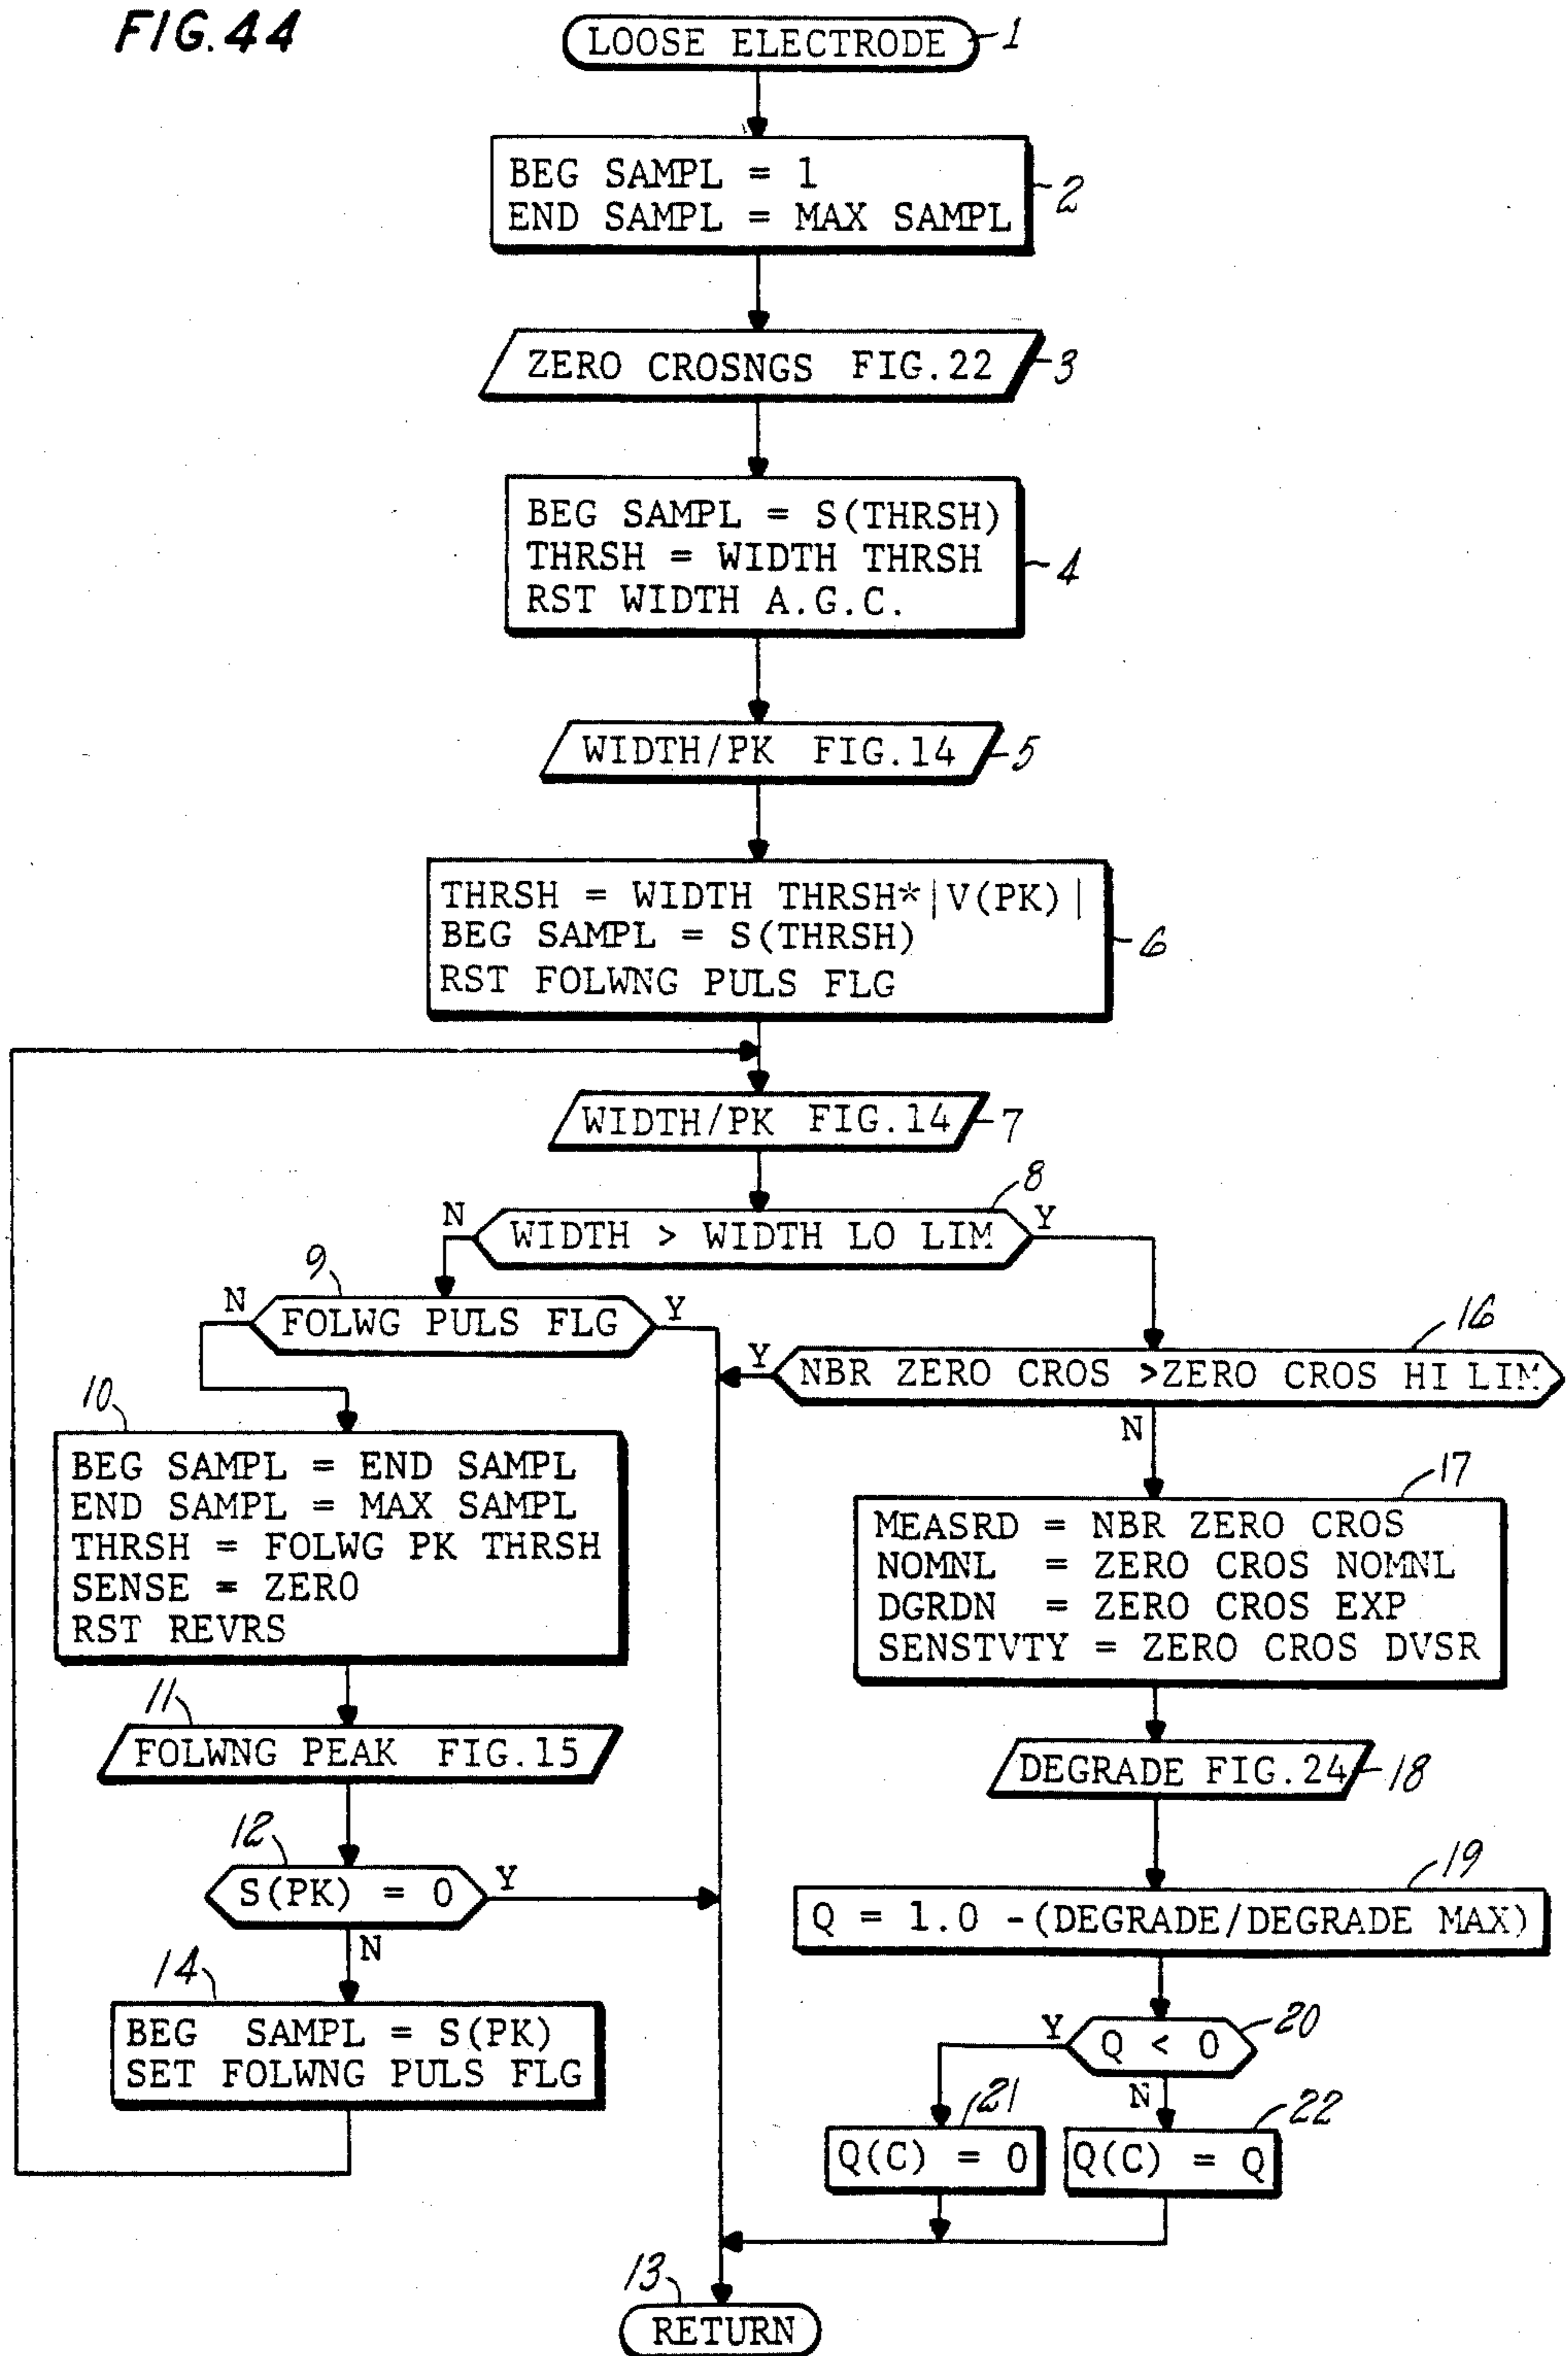 FIG.44
LOOSE ELECTRODE
1
BEG SAMPL = 1
END SAMPL = MAX SAMPL
2
ZERO CROSNGS FIG.22
3
BEG SAMPL = S(THRSH)
THRSH = WIDTH THRSH
RST WIDTH A.G.C.
4
WIDTH/PK FIG.14
5
THRSH = WIDTH THRSH*|V(PK)|
BEG SAMPL = S(THRSH)
RST FOLWNG PULS FLG
6
WIDTH/PK FIG.14
7
8
N
WIDTH > WIDTH LO LIM
Y
9
N
FOLWG PULS FLG
Y
16
Y
NBR ZERO CROS >ZERO CROS HI LIM
N
10
BEG SAMPL = END SAMPL
END SAMPL = MAX SAMPL
THRSH = FOLWG PK THRSH
SENSE = ZERO
RST REVRS
17
MEASRD = NBR ZERO CROS
NOMNL = ZERO CROS NOMNL
DGRDN = ZERO CROS EXP
SENSTVTY = ZERO CROS DVSR
11
FOLWNG PEAK FIG.15
DEGRADE FIG.24
18
12
S(PK) = 0
Y
N
19
Q = 1.0 -(DEGRADE/DEGRADE MAX)
14
BEG SAMPL = S(PK)
SET FOLWNG PULS FLG
Y
Q < 0
20
N
21
Q(C) = 0
22
Q(C) = Q
13
RETURN